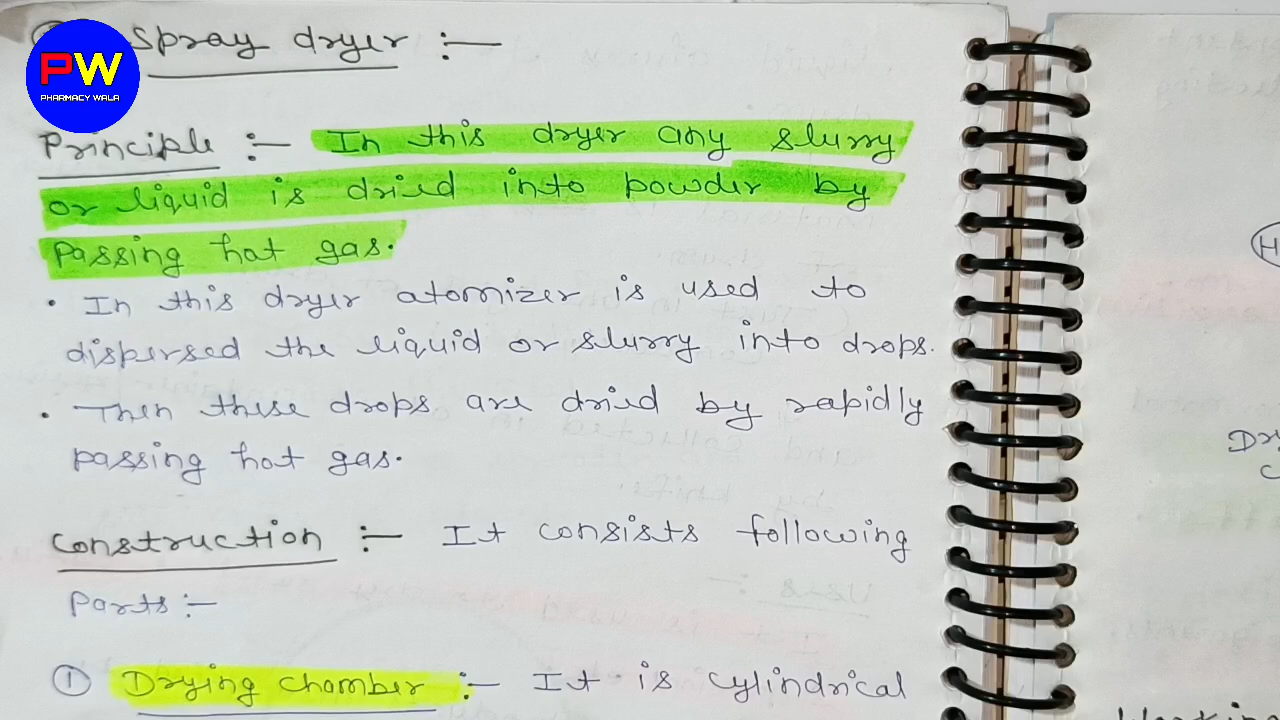 PW
PHARMACY WALA
Spray dryer :-
Principle :- In this dryer any slurry
or liquid is dried into powder by
passing hot gas.
• In this dryer atomizer is used to
dispersed the liquid or slurry into drops.
• Then these drops are dried by rapidly
passing hot gas.
Construction :- It consists following
parts :-
① Drying chamber :- It is cylindrical